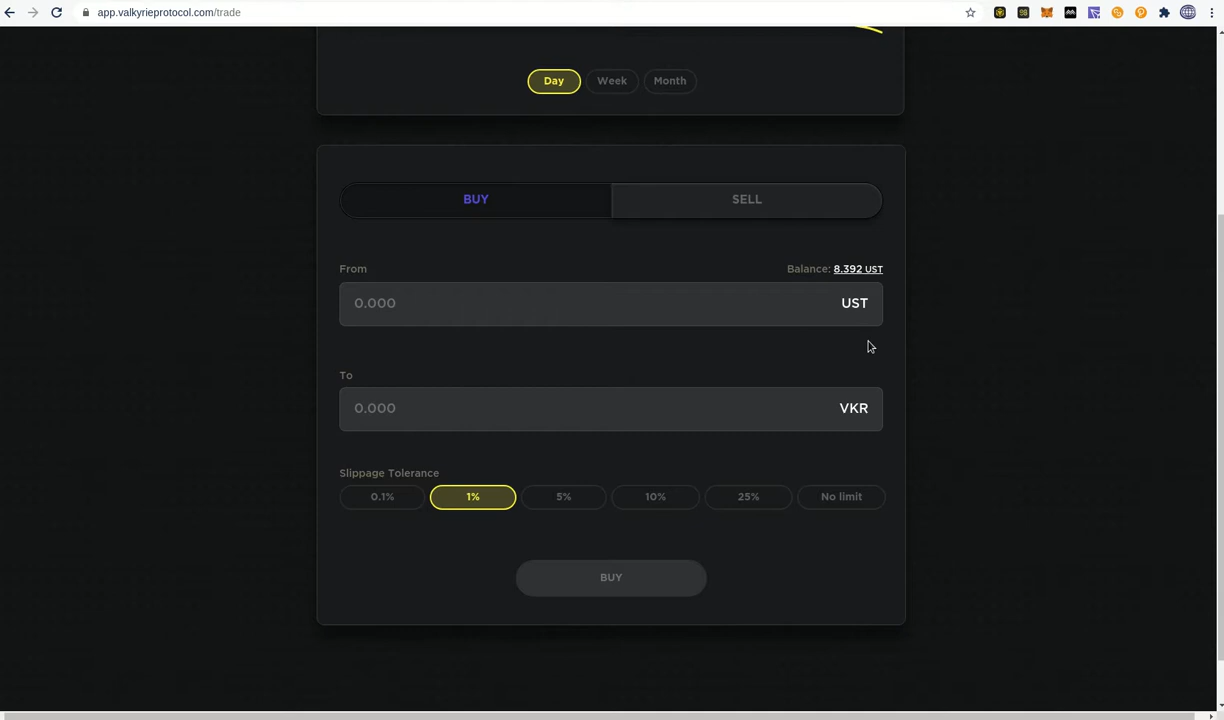 app.valkyrieprotocol.com/trade
Day Week Month
BUY SELL
From Balance: 8.392 UST
0.000 UST
To
0.000 VKR
Slippage Tolerance
0.1% 1% 5% 10% 25% No limit
BUY